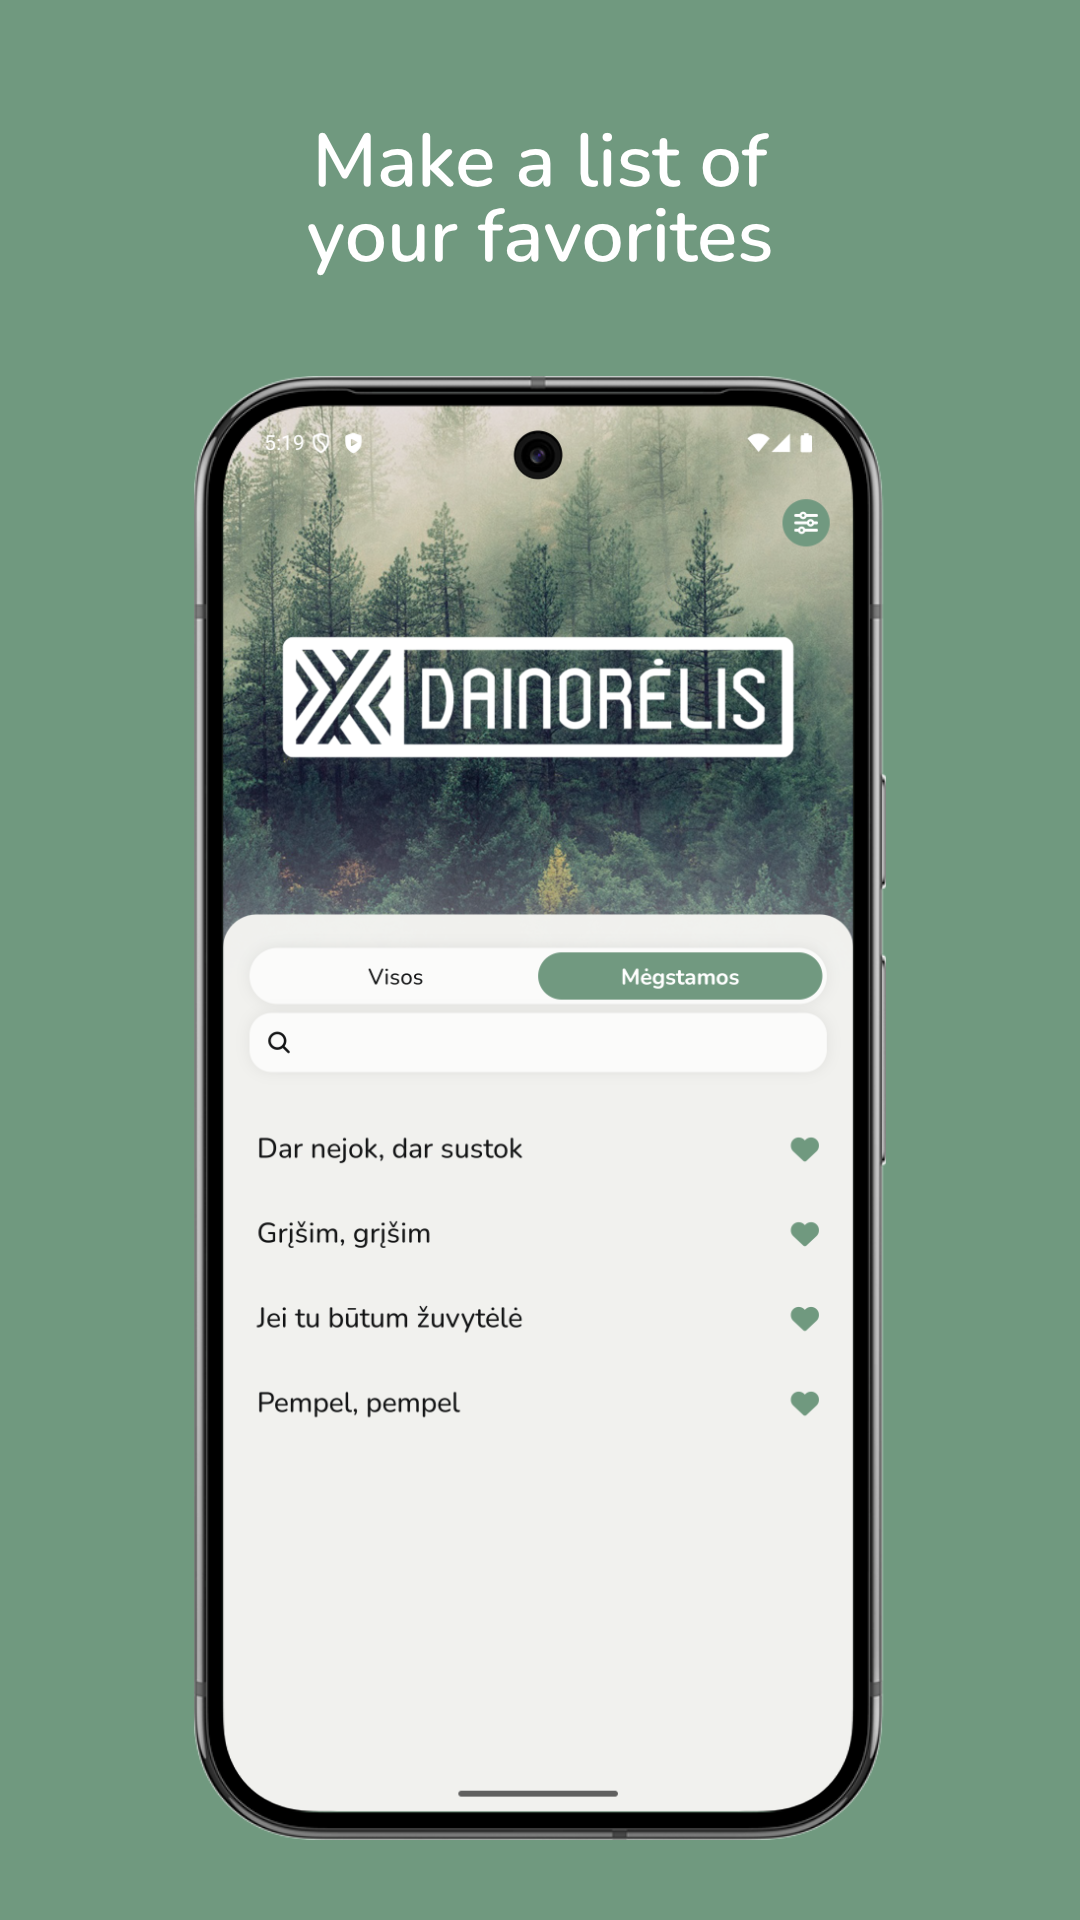 Make a list of
your favorites
5:19
DAINORĖLIS
Visos
Mėgstamos
Dar nejok, dar sustok
Grįšim, grįšim
Jei tu būtum žuvytėlė
Pempel, pempel